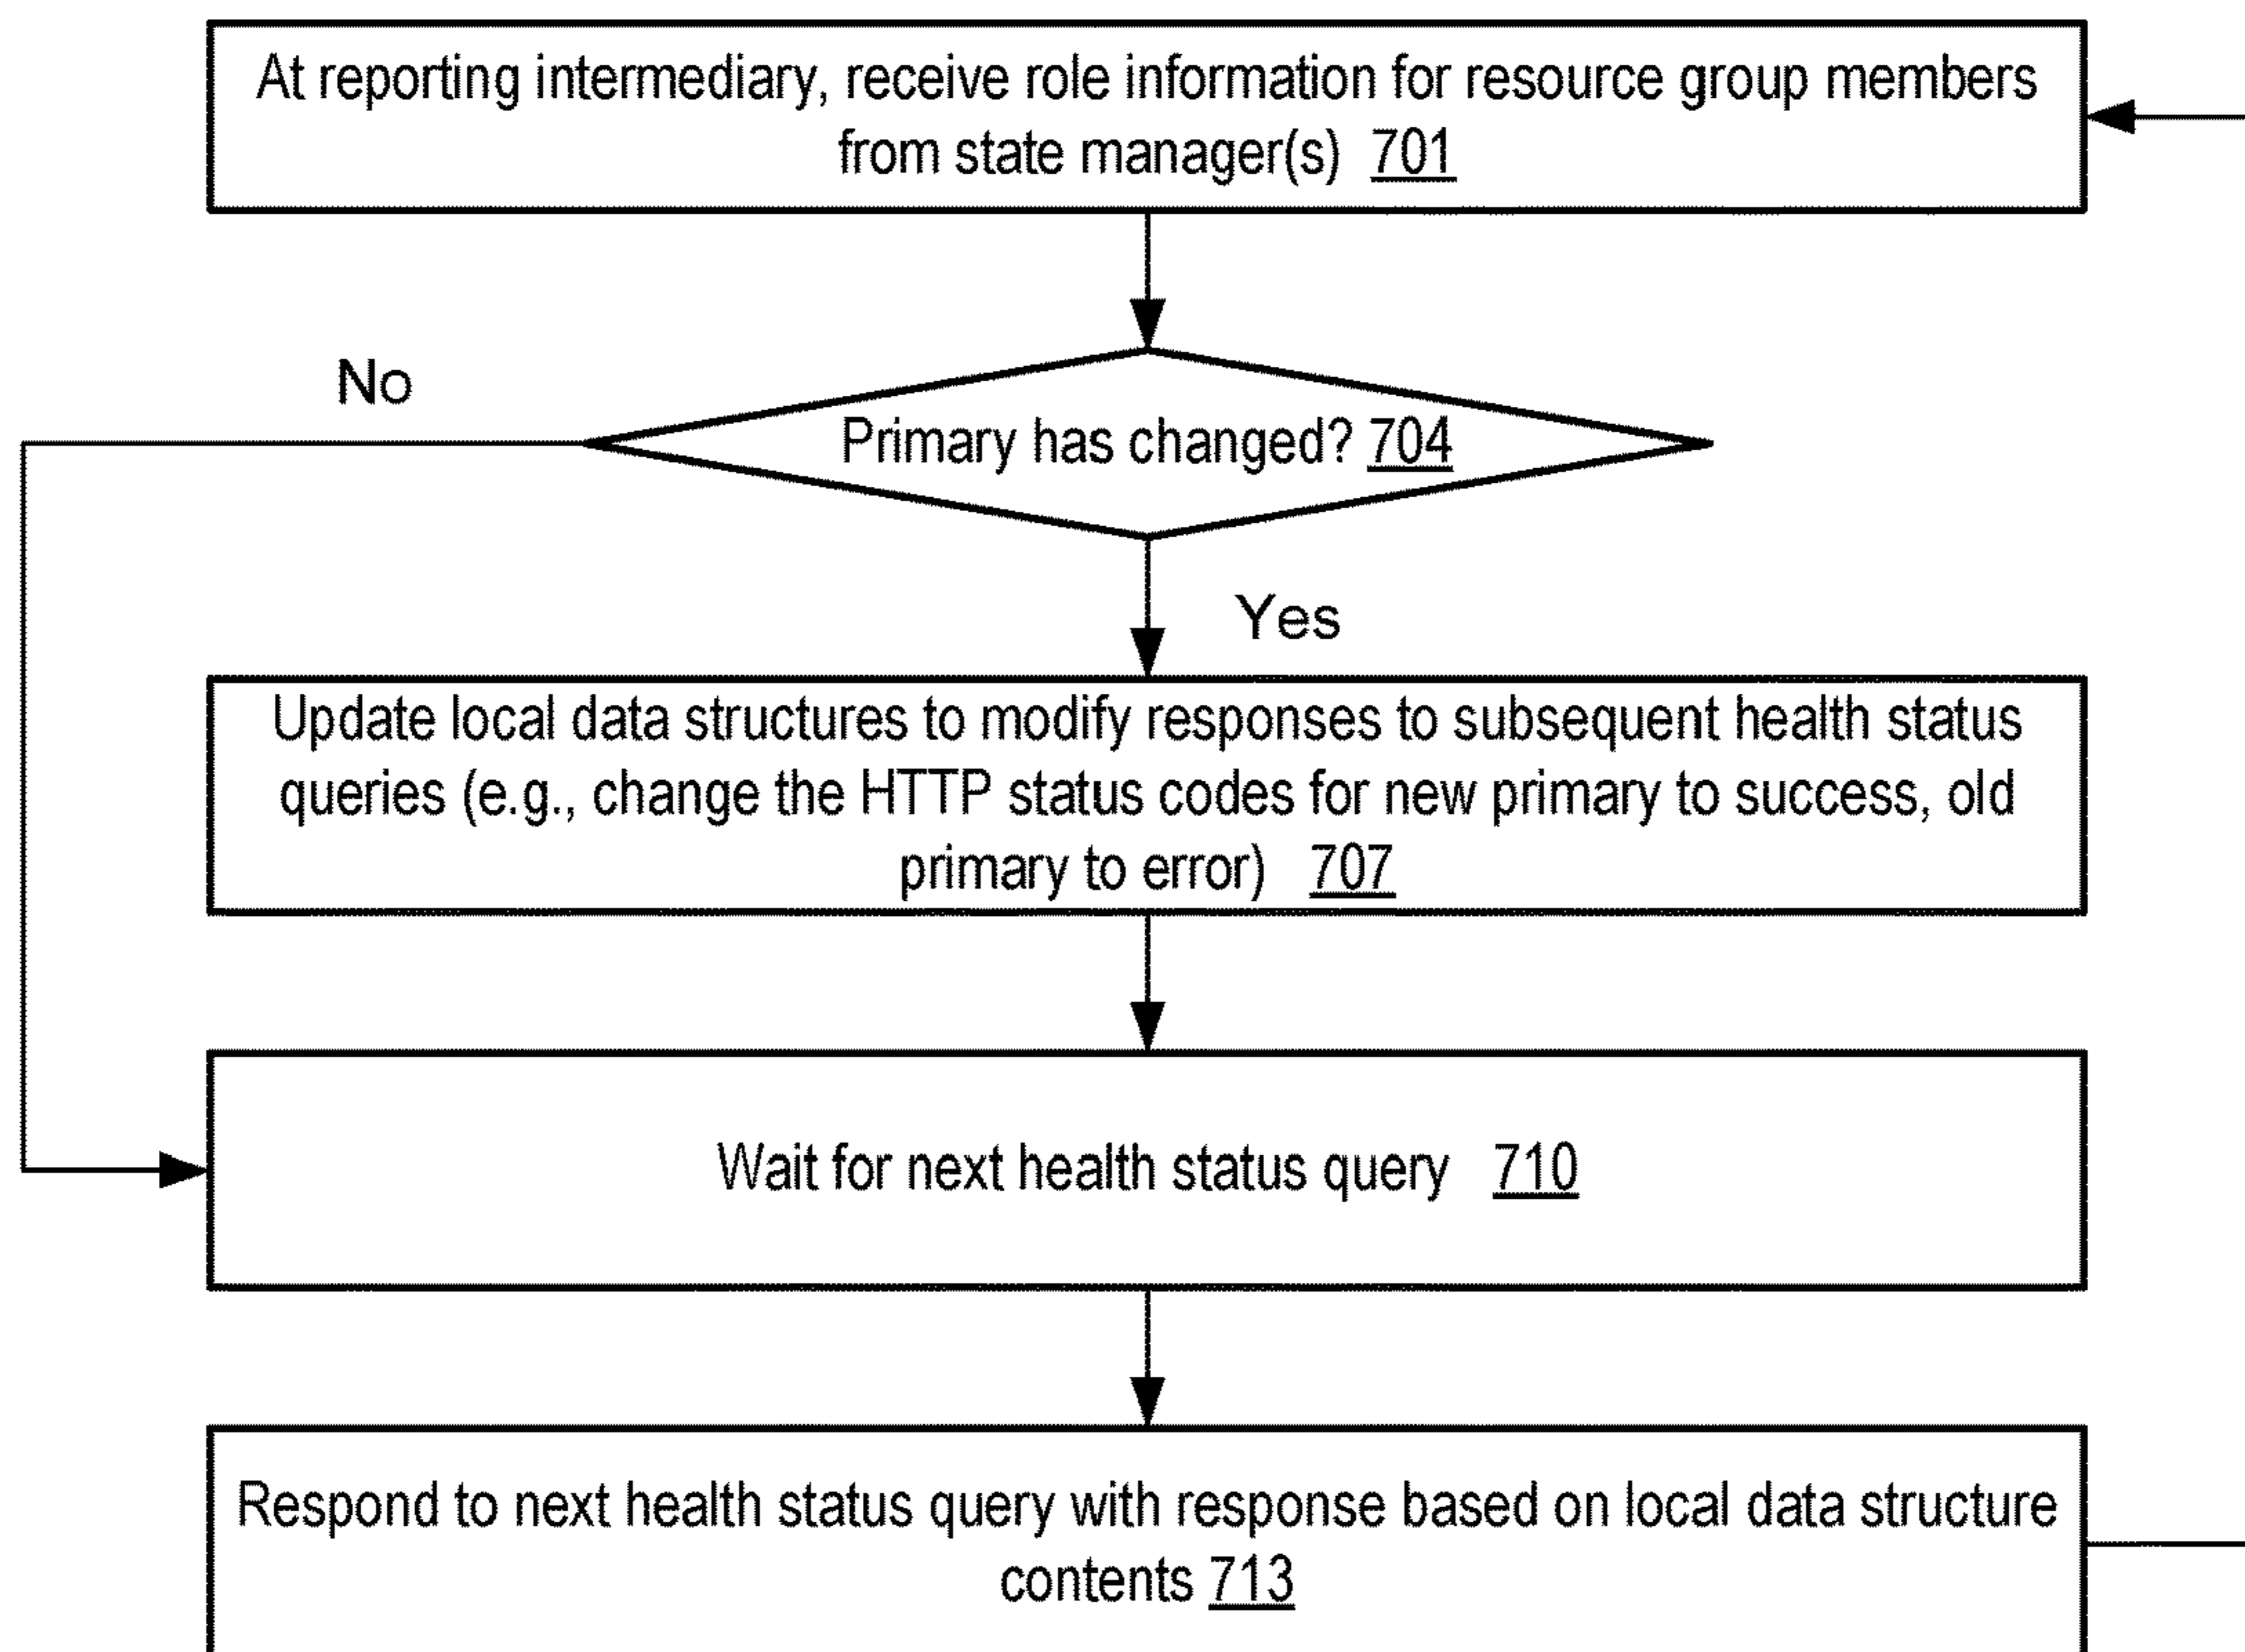 At reporting intermediary, receive role information for resource group members
from state manager(s) 701
No
Primary has changed? 704
Yes
Update local data structures to modify responses to subsequent health status
queries (e.g., change the HTTP status codes for new primary to success, old
primary to error) 707
Wait for next health status query 710
Respond to next health status query with response based on local data structure
contents 713